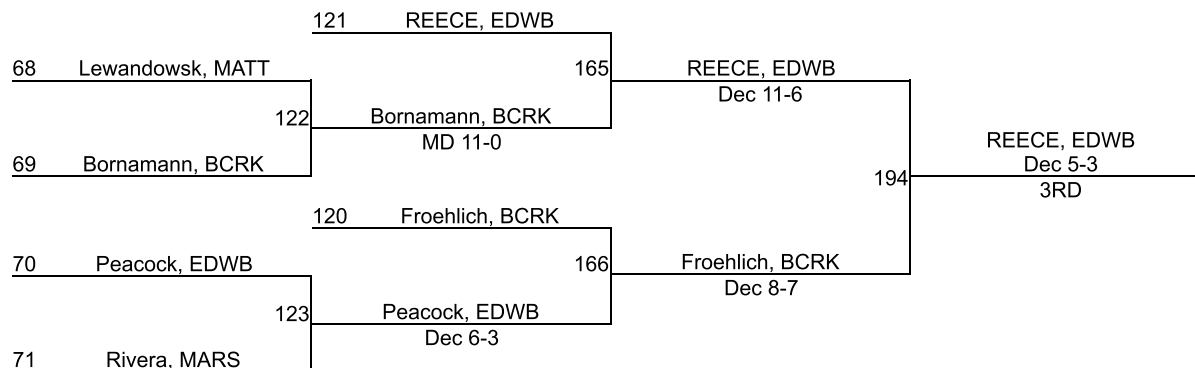 121 REECE, EDWB
68 Lewandowsk, MATT
165
REECE, EDWB
Dec 11-6
122
Bornamann, BCRK
MD 11-0
69 Bornamann, BCRK
REECE, EDWB
Dec 5-3
194
3RD
120 Froehlich, BCRK
70 Peacock, EDWB
166
Froehlich, BCRK
Dec 8-7
123
Peacock, EDWB
Dec 6-3
71 Rivera, MARS